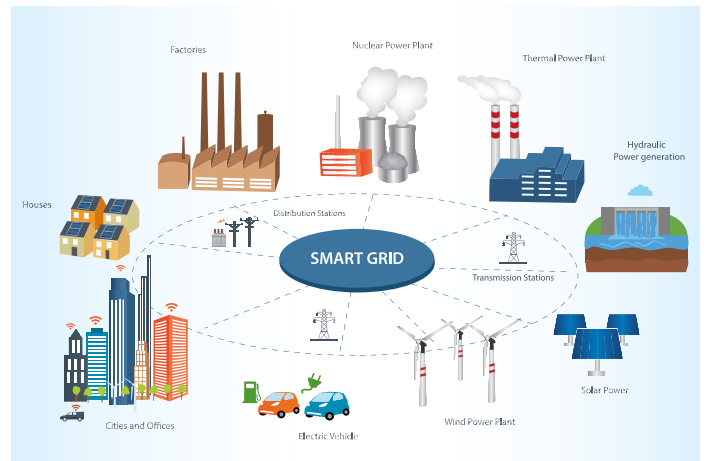 Factories
Nuclear Power Plant
Thermal Power Plant
Hydraulic
Power generation
Houses
Distribution Stations
SMART GRID
Transmission Stations
Solar Power
Cities and Offices
Electric Vehicle
Wind Power Plant